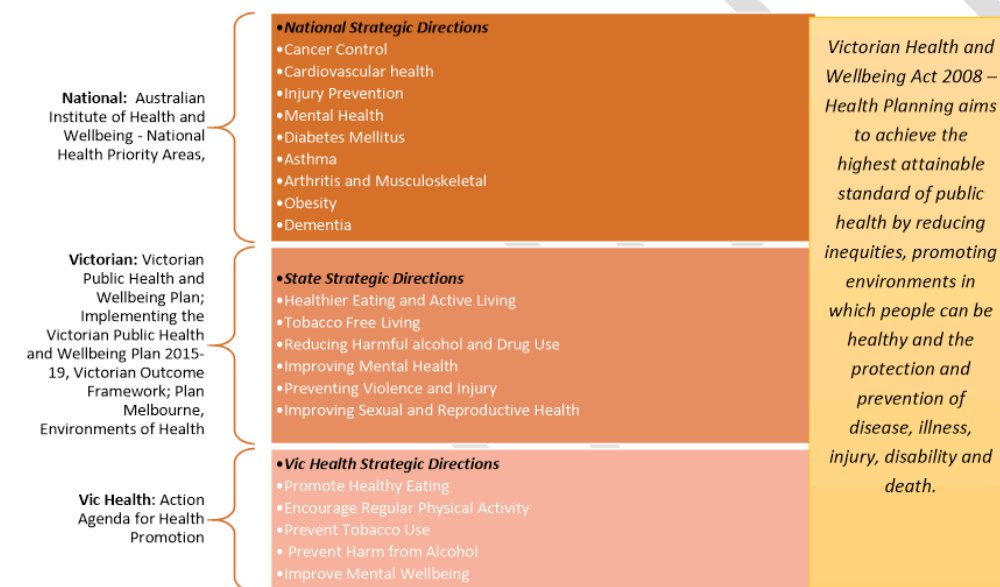 National: Australian
Institute of Health and
Wellbeing - National
Health Priority Areas,
•National Strategic Directions
•Cancer Control
•Cardiovascular health
•Injury Prevention
•Mental Health
•Diabetes Mellitus
•Asthma
•Arthritis and Musculoskeletal
•Obesity
•Dementia
Victorian: Victorian
Public Health and
Wellbeing Plan;
Implementing the
Victorian Public Health
and Wellbeing Plan 2015-
19, Victorian Outcome
Framework; Plan
Melbourne,
Environments of Health
•State Strategic Directions
•Healthier Eating and Active Living
•Tobacco Free Living
•Reducing Harmful alcohol and Drug Use
•Improving Mental Health
•Preventing Violence and Injury
•Improving Sexual and Reproductive Health
Vic Health: Action
Agenda for Health
Promotion
•Vic Health Strategic Directions
•Promote Healthy Eating
•Encourage Regular Physical Activity
•Prevent Tobacco Use
• Prevent Harm from Alcohol
•Improve Mental Wellbeing
Victorian Health and
Wellbeing Act 2008 –
Health Planning aims
to achieve the
highest attainable
standard of public
health by reducing
inequities, promoting
environments in
which people can be
healthy and the
protection and
prevention of
disease, illness,
injury, disability and
death.